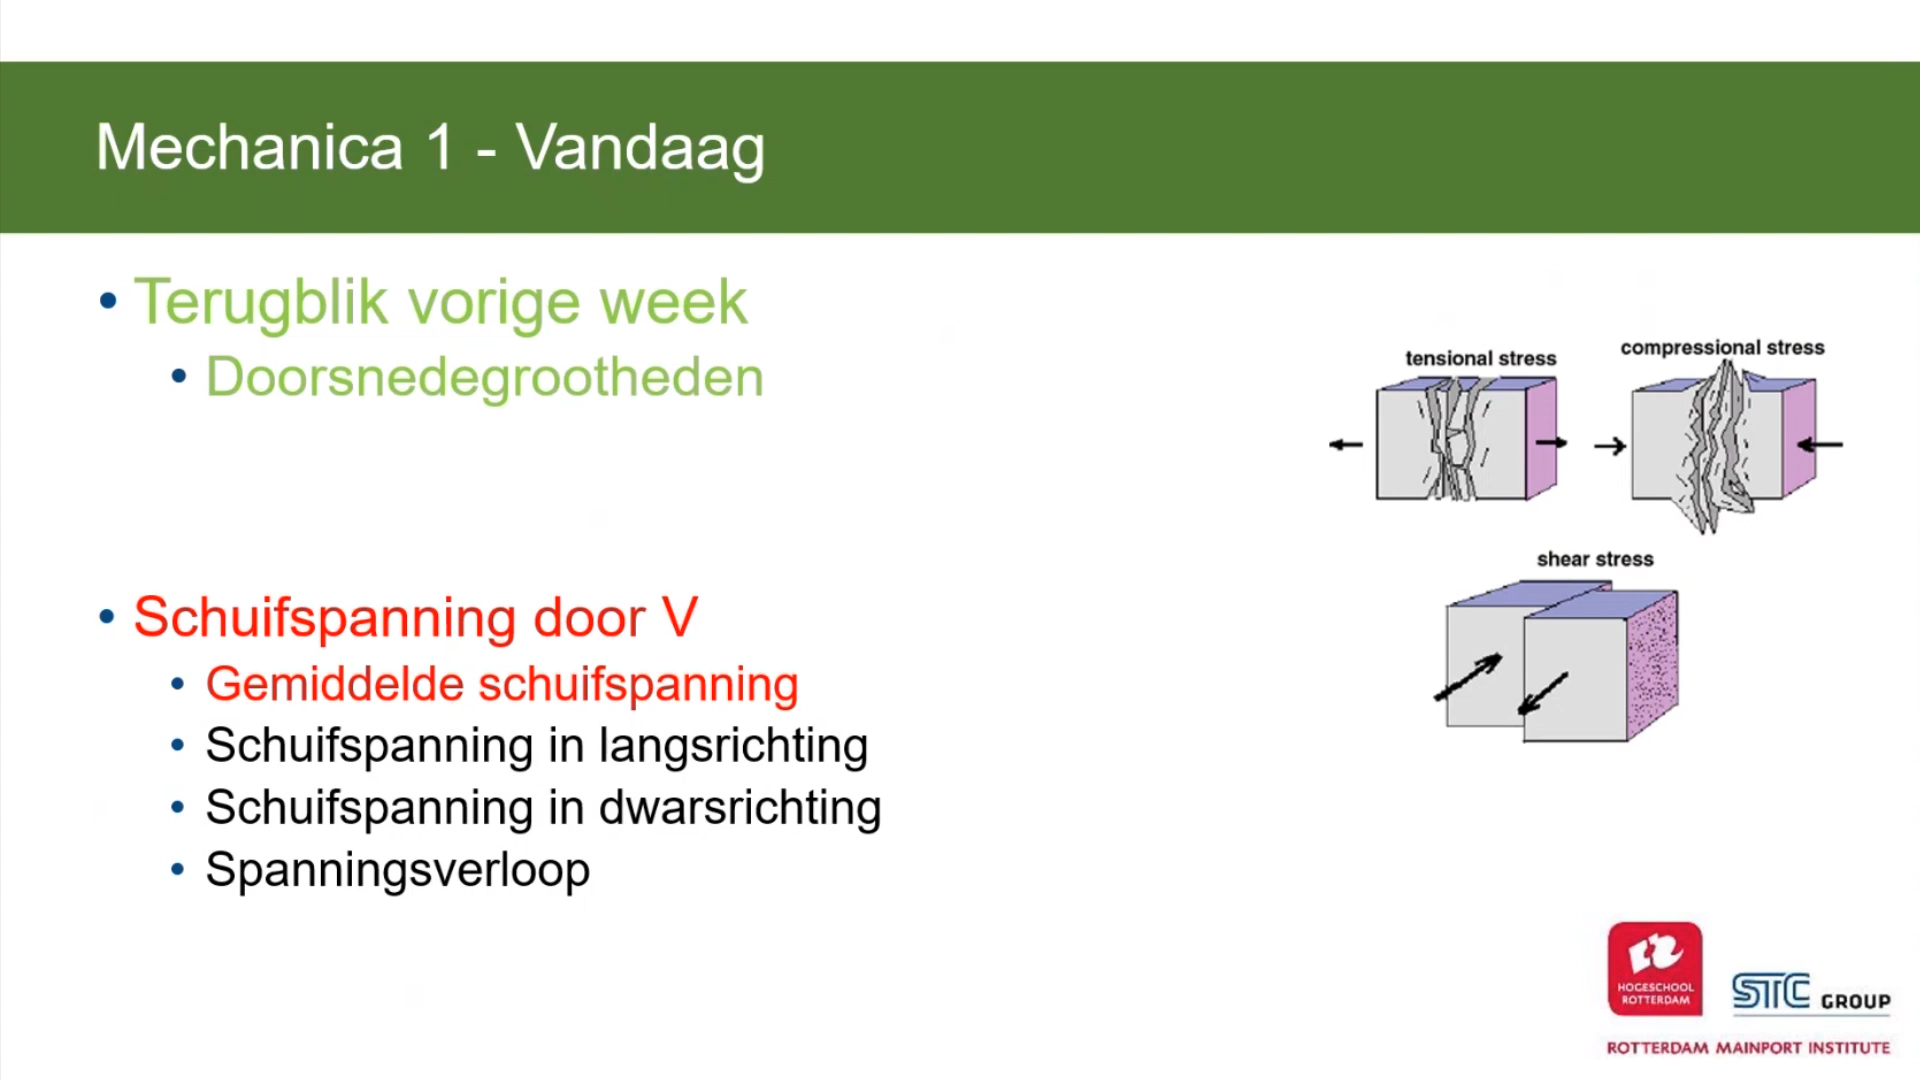 Mechanica 1 - Vandaag
• Terugblik vorige week
• Doorsnedegrootheden
tensional stress
compressional stress
shear stress
• Schuifspanning door V
• Gemiddelde schuifspanning
• Schuifspanning in langsrichting
• Schuifspanning in dwarsrichting
• Spanningsverloop
HOGESCHOOL
ROTTERDAM
STC GROUP
ROTTERDAM MAINPORT INSTITUTE